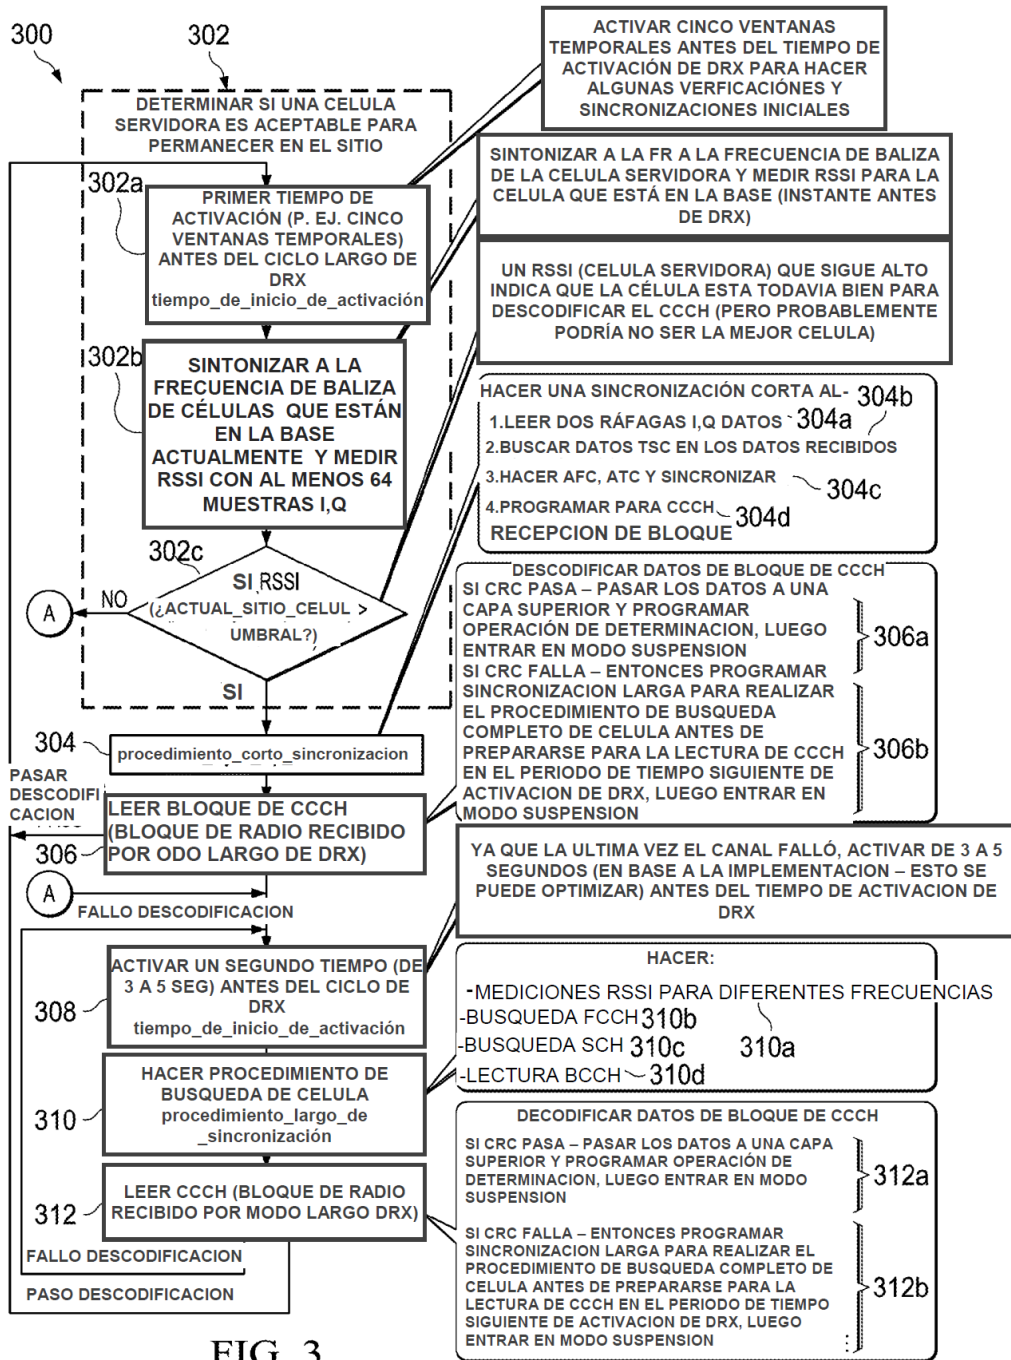 300
302
DETERMINAR SI UNA CELULA
SERVIDORA ES ACEPTABLE PARA
PERMANECER EN EL SITIO
302a
PRIMER TIEMPO DE
ACTIVACIÓN (P. EJ. CINCO
VENTANAS TEMPORALES)
ANTES DEL CICLO LARGO DE
DRX
tiempo_de_inicio_de_activación
302b
SINTONIZAR A LA
FRECUENCIA DE BALIZA
DE CÉLULAS QUE ESTÁN
EN LA BASE
ACTUALMENTE Y MEDIR
RSSI CON AL MENOS 64
MUESTRAS I,Q
302c
SI RSSI
(¿ACTUAL_SITIO_CELUL >
UMBRAL?)
NO
A
SI
304
procedimiento_corto_sincronizacion
PASAR
DESCODIFI
CACION
306
LEER BLOQUE DE CCCH
(BLOQUE DE RADIO RECIBIDO
POR ODO LARGO DE DRX)
A
FALLO DESCODIFICACION
308
ACTIVAR UN SEGUNDO TIEMPO (DE
3 A 5 SEG) ANTES DEL CICLO DE
DRX
tiempo_de_inicio_de_activación
310
HACER PROCEDIMIENTO DE
BUSQUEDA DE CELULA
procedimiento_largo_de
_sincronización
312
LEER CCCH (BLOQUE DE RADIO
RECIBIDO POR MODO LARGO DRX)
FALLO DESCODIFICACION
PASO DESCODIFICACION
ACTIVAR CINCO VENTANAS
TEMPORALES ANTES DEL TIEMPO DE
ACTIVACIÓN DE DRX PARA HACER
ALGUNAS VERIFICACIÓNES Y
SINCRONIZACIONES INICIALES
SINTONIZAR A LA FR A LA FRECUENCIA DE BALIZA
DE LA CELULA SERVIDORA Y MEDIR RSSI PARA LA
CELULA QUE ESTÁ EN LA BASE (INSTANTE ANTES
DE DRX)
UN RSSI (CELULA SERVIDORA) QUE SIGUE ALTO
INDICA QUE LA CÉLULA ESTA TODAVIA BIEN PARA
DESCODIFICAR EL CCCH (PERO PROBABLEMENTE
PODRÍA NO SER LA MEJOR CELULA)
HACER UNA SINCRONIZACIÓN CORTA AL- 304b
1.LEER DOS RÁFAGAS I,Q DATOS 304a
2.BUSCAR DATOS TSC EN LOS DATOS RECIBIDOS
3.HACER AFC, ATC Y SINCRONIZAR 304c
4.PROGRAMAR PARA CCCH 304d
RECEPCION DE BLOQUE
DESCODIFICAR DATOS DE BLOQUE DE CCCH
SI CRC PASA – PASAR LOS DATOS A UNA
CAPA SUPERIOR Y PROGRAMAR
OPERACIÓN DE DETERMINACION, LUEGO
ENTRAR EN MODO SUSPENSION
306a
SI CRC FALLA – ENTONCES PROGRAMAR
SINCRONIZACION LARGA PARA REALIZAR
EL PROCEDIMIENTO DE BUSQUEDA
COMPLETO DE CELULA ANTES DE
PREPARARSE PARA LA LECTURA DE CCCH
EN EL PERIODO DE TIEMPO SIGUIENTE DE
ACTIVACION DE DRX, LUEGO ENTRAR EN
MODO SUSPENSION
306b
YA QUE LA ULTIMA VEZ EL CANAL FALLÓ, ACTIVAR DE 3 A 5
SEGUNDOS (EN BASE A LA IMPLEMENTACION – ESTO SE
PUEDE OPTIMIZAR) ANTES DEL TIEMPO DE ACTIVACION DE
DRX
HACER:
-MEDICIONES RSSI PARA DIFERENTES FRECUENCIAS
310a
-BUSQUEDA FCCH 310b
-BUSQUEDA SCH 310c
-LECTURA BCCH 310d
DECODIFICAR DATOS DE BLOQUE DE CCCH
SI CRC PASA – PASAR LOS DATOS A UNA CAPA
SUPERIOR Y PROGRAMAR OPERACIÓN DE
DETERMINACION, LUEGO ENTRAR EN MODO
SUSPENSION
312a
SI CRC FALLA – ENTONCES PROGRAMAR
SINCRONIZACION LARGA PARA REALIZAR EL
PROCEDIMIENTO DE BUSQUEDA COMPLETO DE
CELULA ANTES DE PREPARARSE PARA LA
LECTURA DE CCCH EN EL PERIODO DE TIEMPO
SIGUIENTE DE ACTIVACION DE DRX, LUEGO
ENTRAR EN MODO SUSPENSION
312b
FIG. 3